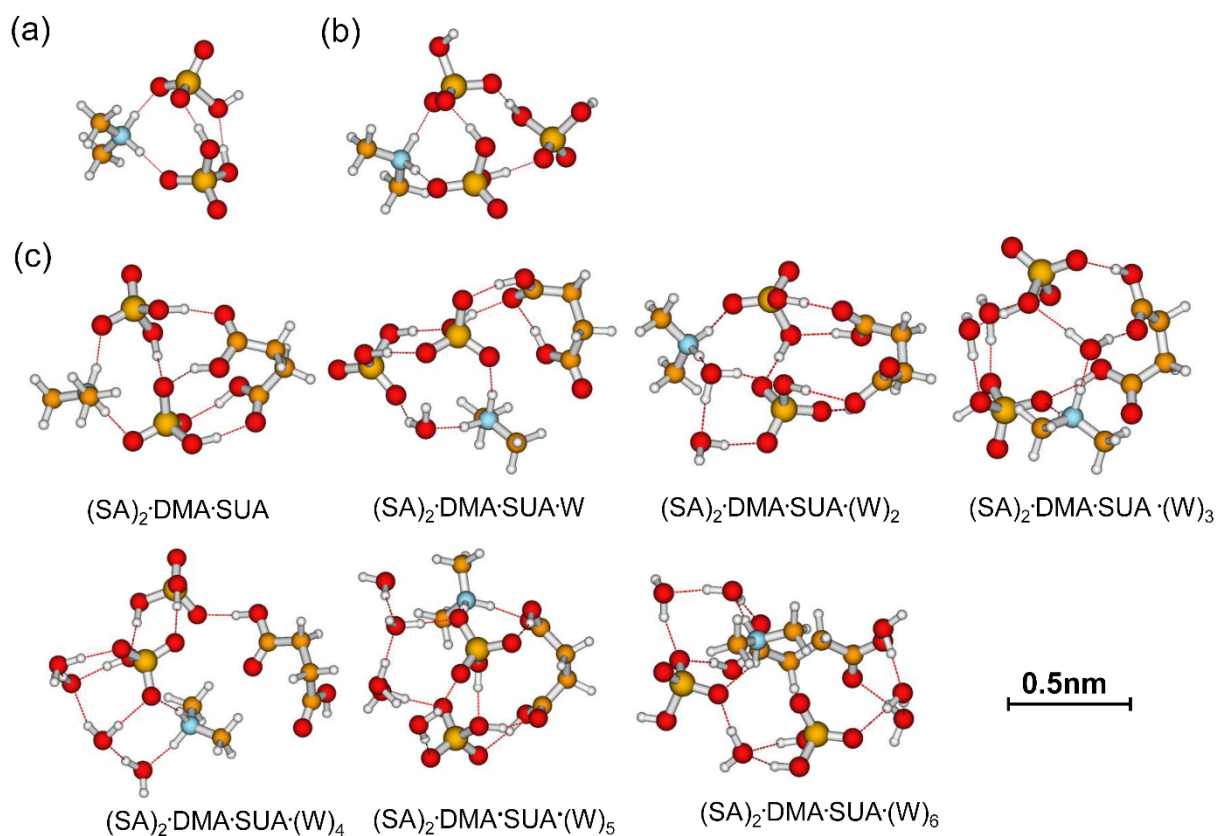 (a)
(b)
(c)
(SA)₂·DMA·SUA
(SA)₂·DMA·SUA·W
(SA)₂·DMA·SUA·(W)₂
(SA)₂·DMA·SUA·(W)₃
0.5nm
(SA)₂·DMA·SUA·(W)₄
(SA)₂·DMA·SUA·(W)₅
(SA)₂·DMA·SUA·(W)₆